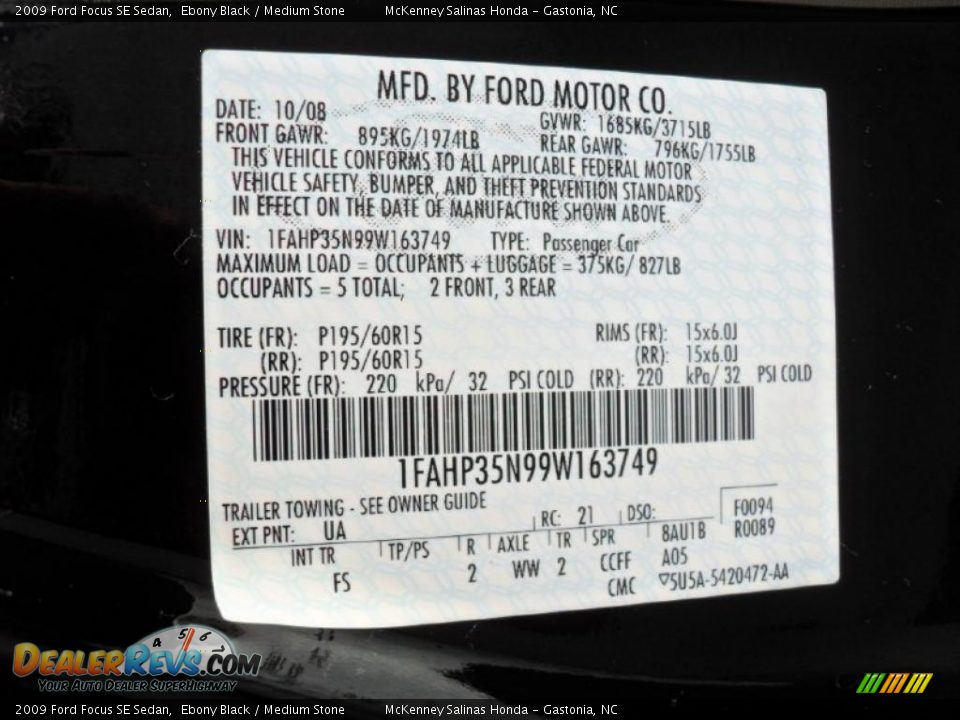 2009 Ford Focus SE Sedan, Ebony Black / Medium Stone McKenney Salinas Honda - Gastonia, NC
MFD. BY FORD MOTOR CO.
DATE: 10/08 GVWR: 1685KG/3715LB
FRONT GAWR: 895KG/1974LB REAR GAWR: 796KG/1755LB
THIS VEHICLE CONFORMS TO ALL APPLICABLE FEDERAL MOTOR
VEHICLE SAFETY, BUMPER, AND THEFT PREVENTION STANDARDS
IN EFFECT ON THE DATE OF MANUFACTURE SHOWN ABOVE.
VIN: 1FAHP35N99W163749 TYPE: Passenger Car
MAXIMUM LOAD = OCCUPANTS + LUGGAGE = 375KG/ 827LB
OCCUPANTS = 5 TOTAL; 2 FRONT, 3 REAR
TIRE (FR): P195/60R15 RIMS (FR): 15x6.0J
(RR): P195/60R15 (RR): 15x6.0J
PRESSURE (FR): 220 kPa/ 32 PSI COLD (RR): 220 kPa/ 32 PSI COLD
1FAHP35N99W163749
TRAILER TOWING - SEE OWNER GUIDE F0094
EXT PNT: UA RC: 21 DSO: R0089
INT TR TP/PS R AXLE TR SPR 8AU1B
FS 2 WW 2 CCFF A05
CMC 5U5A-5420472-AA
4 5 6
DEALERREVS.COM
YOUR AUTO DEALER SUPERHIGHWAY
2009 Ford Focus SE Sedan, Ebony Black / Medium Stone McKenney Salinas Honda - Gastonia, NC